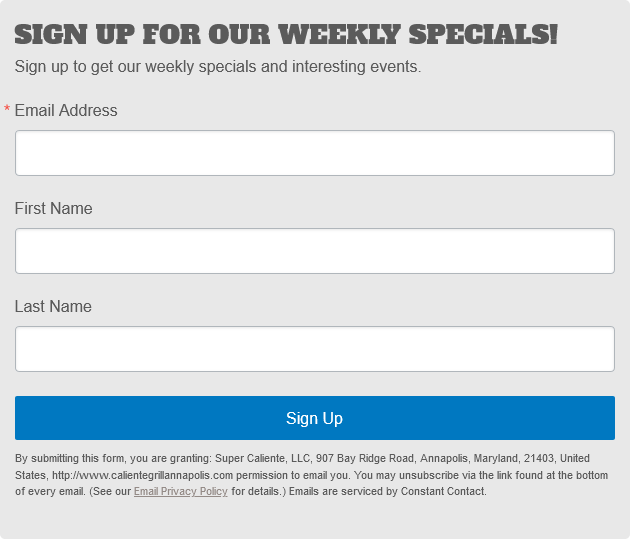 SIGN UP FOR OUR WEEKLY SPECIALS!
Sign up to get our weekly specials and interesting events.
* Email Address
First Name
Last Name
Sign Up
By submitting this form, you are granting: Super Caliente, LLC, 907 Bay Ridge Road, Annapolis, Maryland, 21403, United
States, http://www.calientegrillannapolis.com permission to email you. You may unsubscribe via the link found at the bottom
of every email. (See our Email Privacy Policy for details.) Emails are serviced by Constant Contact.